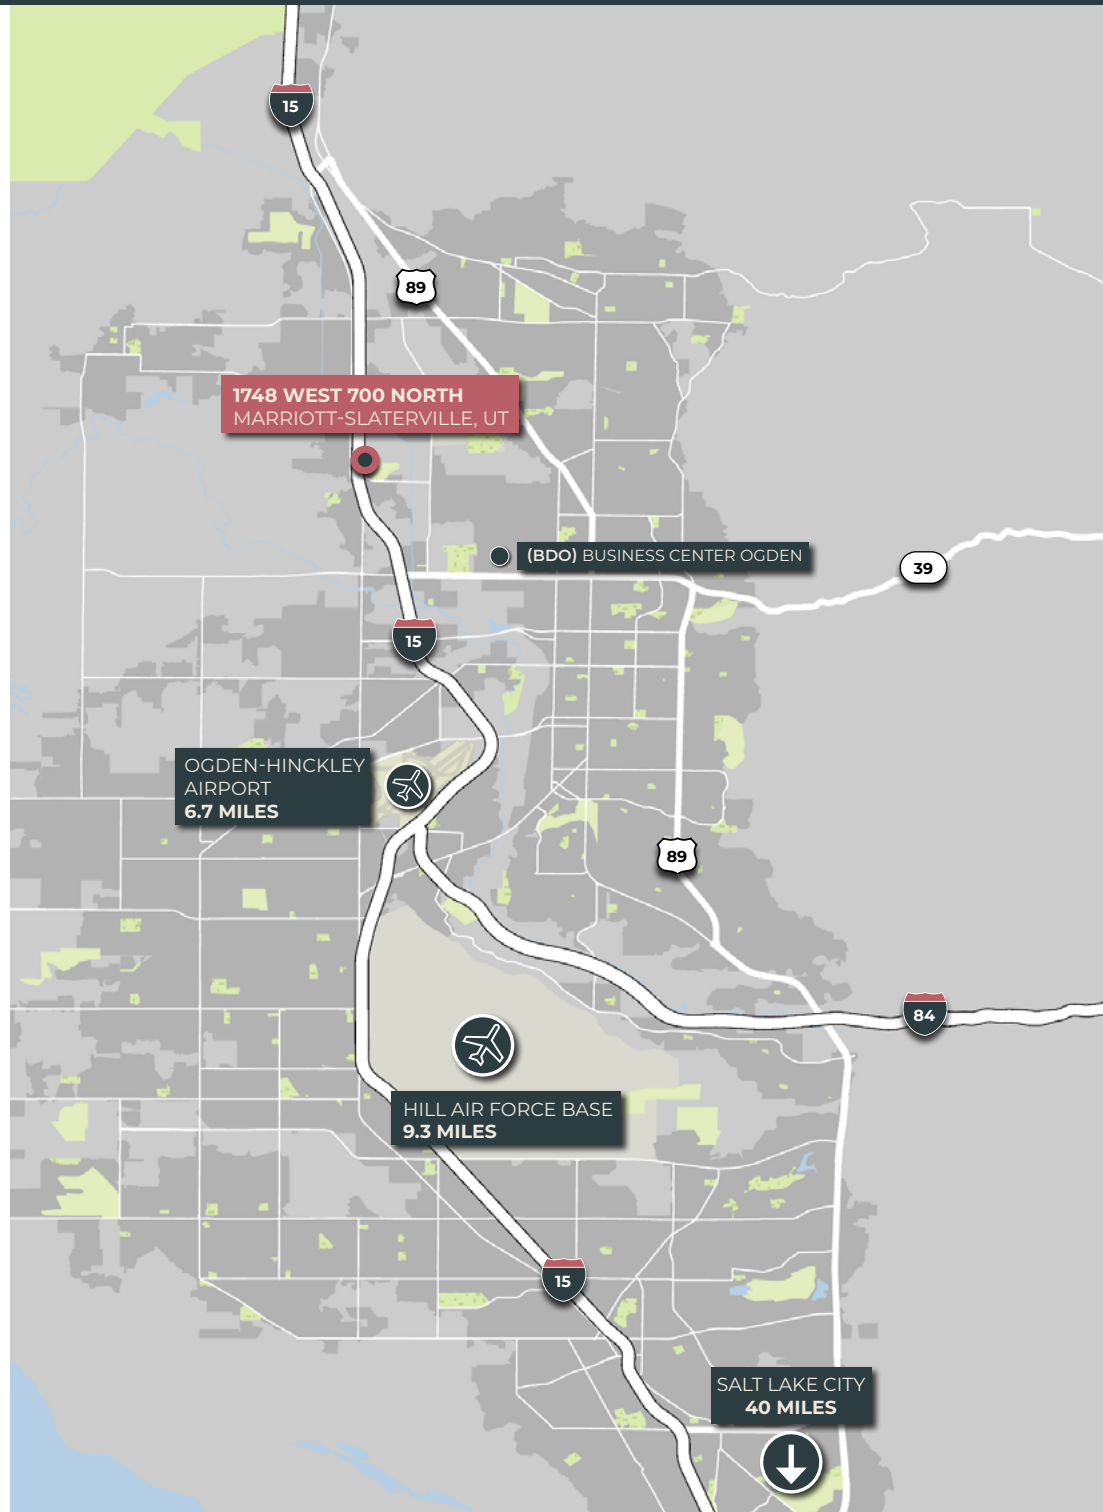 15
89
1748 WEST 700 NORTH
MARRIOTT-SLATERVILLE, UT
(BDO) BUSINESS CENTER OGDEN
39
15
OGDEN-HINCKLEY
AIRPORT
6.7 MILES
89
84
HILL AIR FORCE BASE
9.3 MILES
15
SALT LAKE CITY
40 MILES